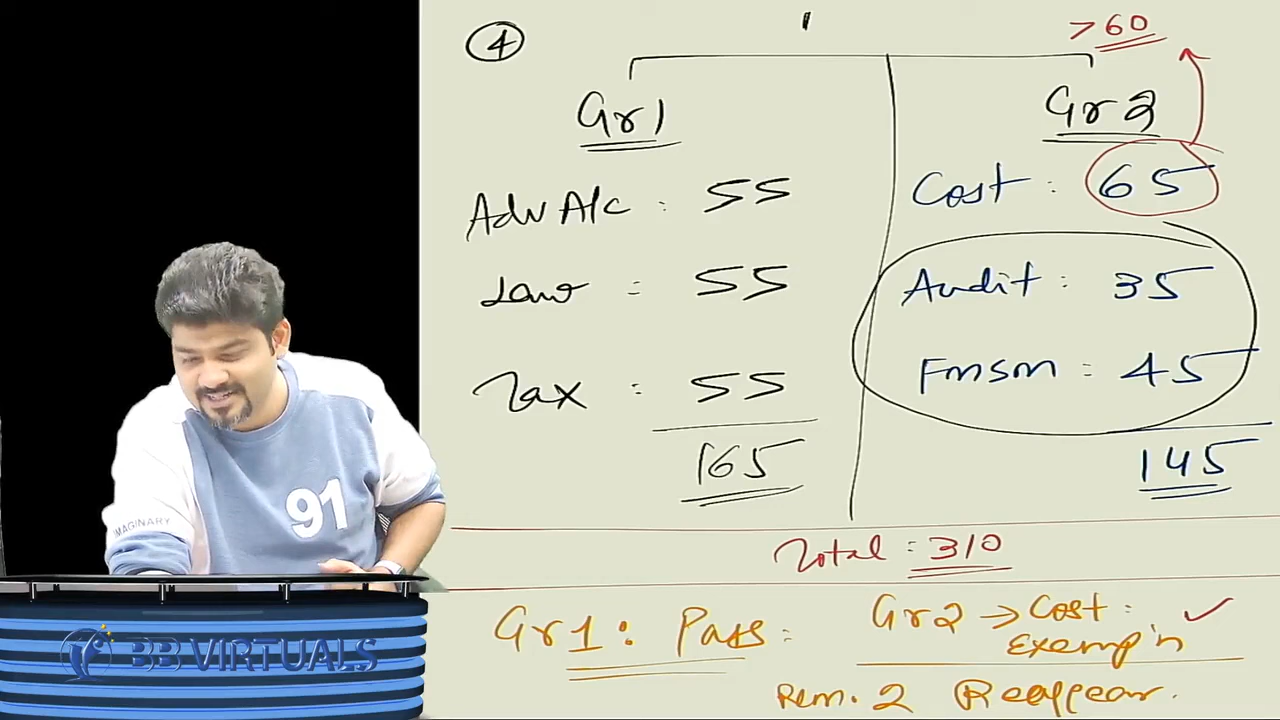 4
>60
Gr1
Gr2
Adv A/c : 55
Cost : 65
Law : 55
Audit : 35
Tax : 55
Fmsm : 45
165
145
Total : 310
Gr1 : Pass :
Gr2 → Cost : ✓
Exemp'n
Rem. 2 Reappear.
91
IMAGINARY
BB VIRTUALS